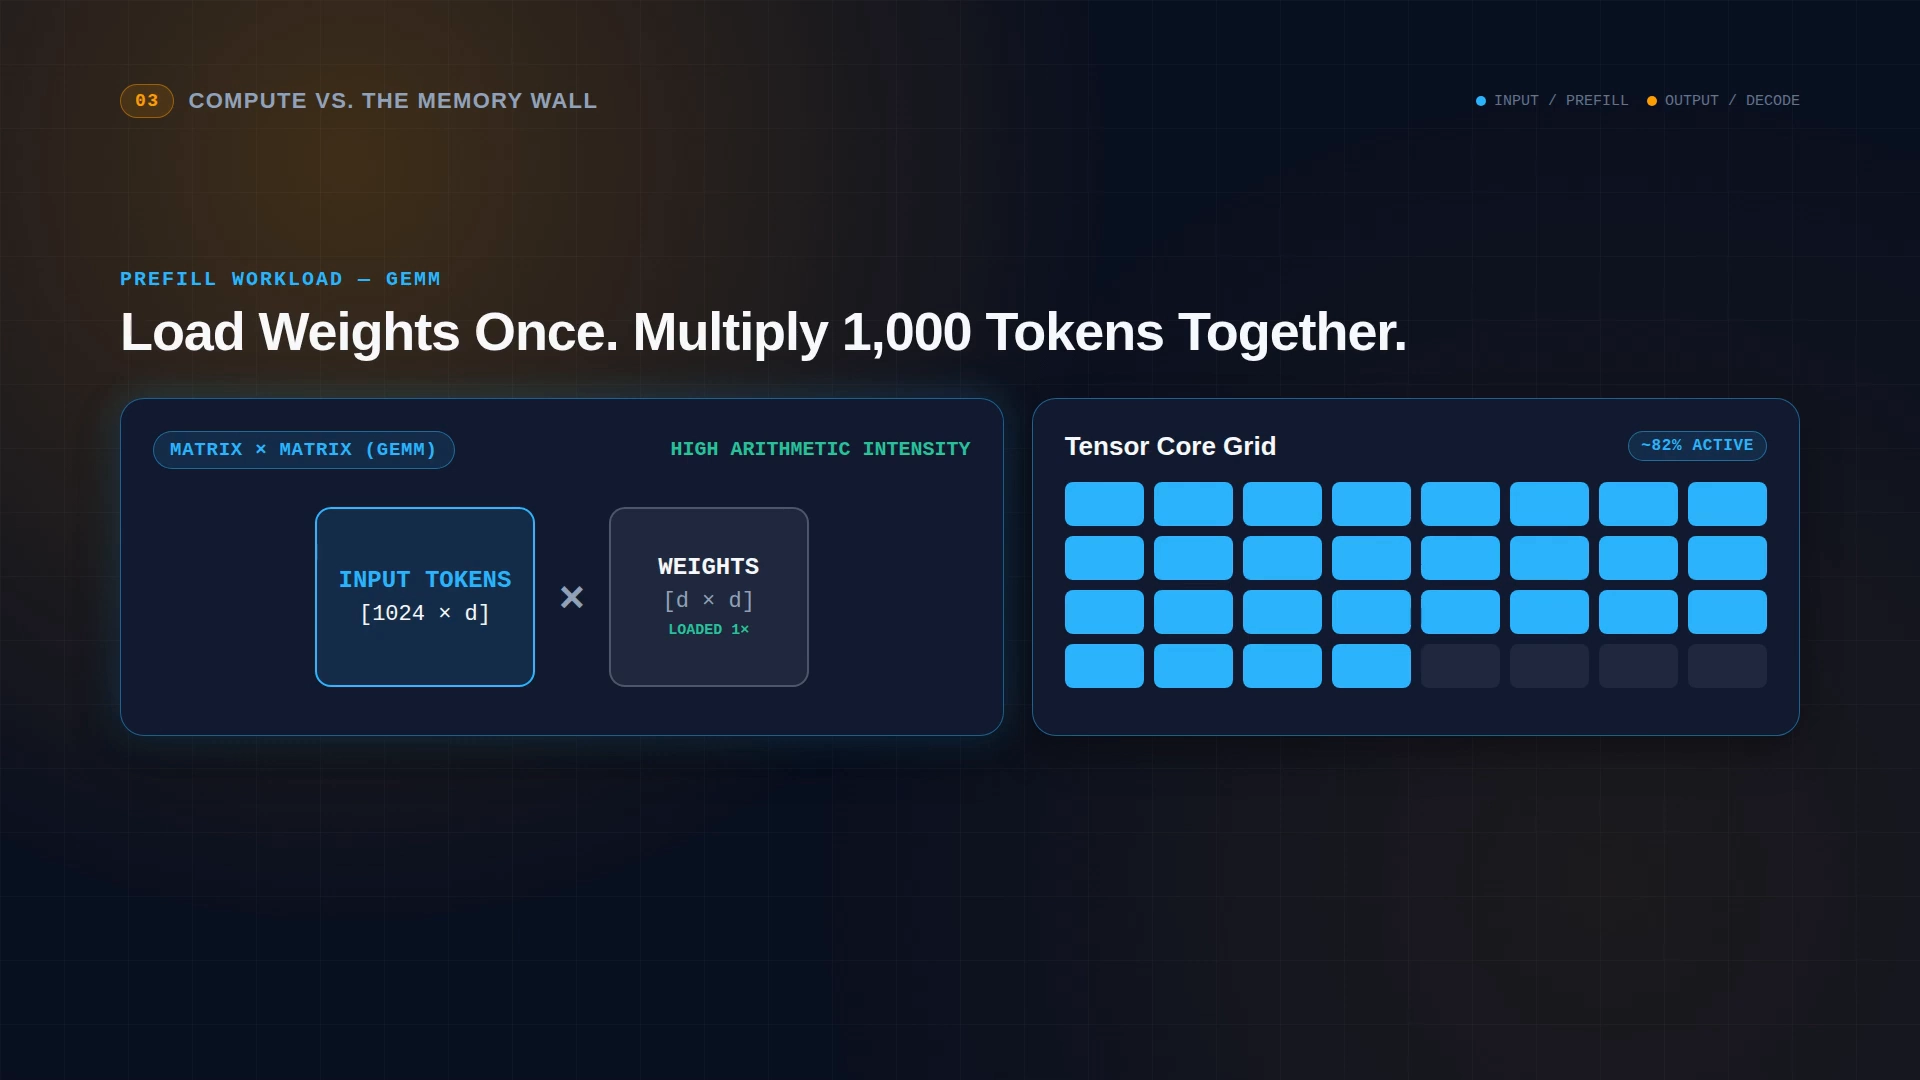 03 COMPUTE VS. THE MEMORY WALL
INPUT / PREFILL OUTPUT / DECODE
PREFILL WORKLOAD — GEMM
Load Weights Once. Multiply 1,000 Tokens Together.
MATRIX × MATRIX (GEMM)
HIGH ARITHMETIC INTENSITY
INPUT TOKENS
[1024 × d]
×
WEIGHTS
[d × d]
LOADED 1×
Tensor Core Grid
~82% ACTIVE